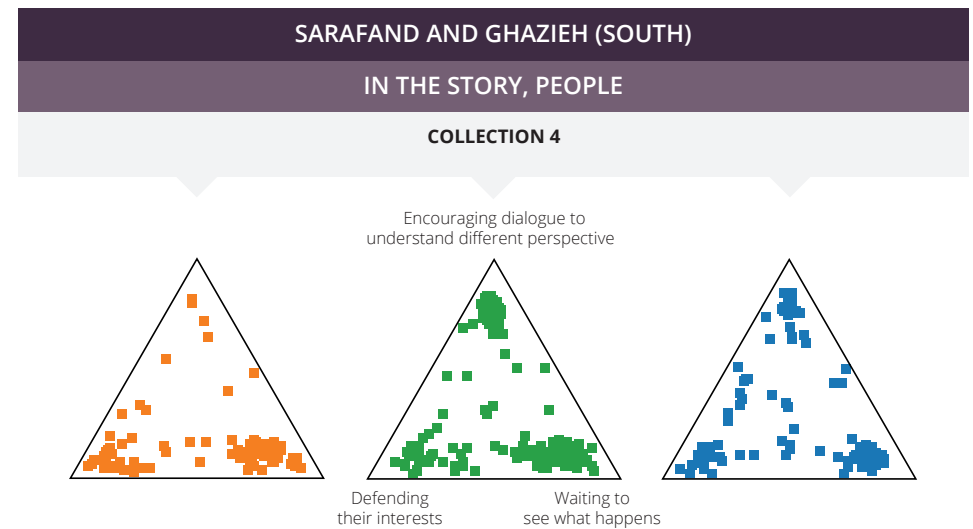 SARAFAND AND GHAZIEH (SOUTH)
IN THE STORY, PEOPLE
COLLECTION 4
Encouraging dialogue to
understand different perspective
Defending
their interests
Waiting to
see what happens